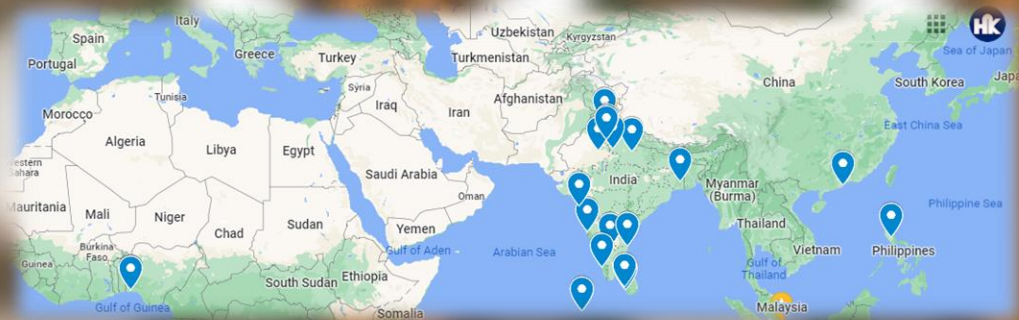 HK
Italy
Spain
Portugal
Greece
Turkey
Uzbekistan
Kyrgyzstan
Turkmenistan
Sea of Japan
China
South Korea
Japa
Tunisia
Syria
Iraq
Iran
Afghanistan
Morocco
Algeria
Libya
Egypt
East China Sea
estern
Sahara
Saudi Arabia
Oman
India
Myanmar
(Burma)
Mauritania
Mali
Niger
Chad
Sudan
Yemen
Philippine Sea
Thailand
Burkina
Faso
Gulf of Aden
Arabian Sea
Vietnam
Philippines
Guinea
South Sudan
Ethiopia
Gulf of
Thailand
Gulf of Guinea
Somalia
Malaysia